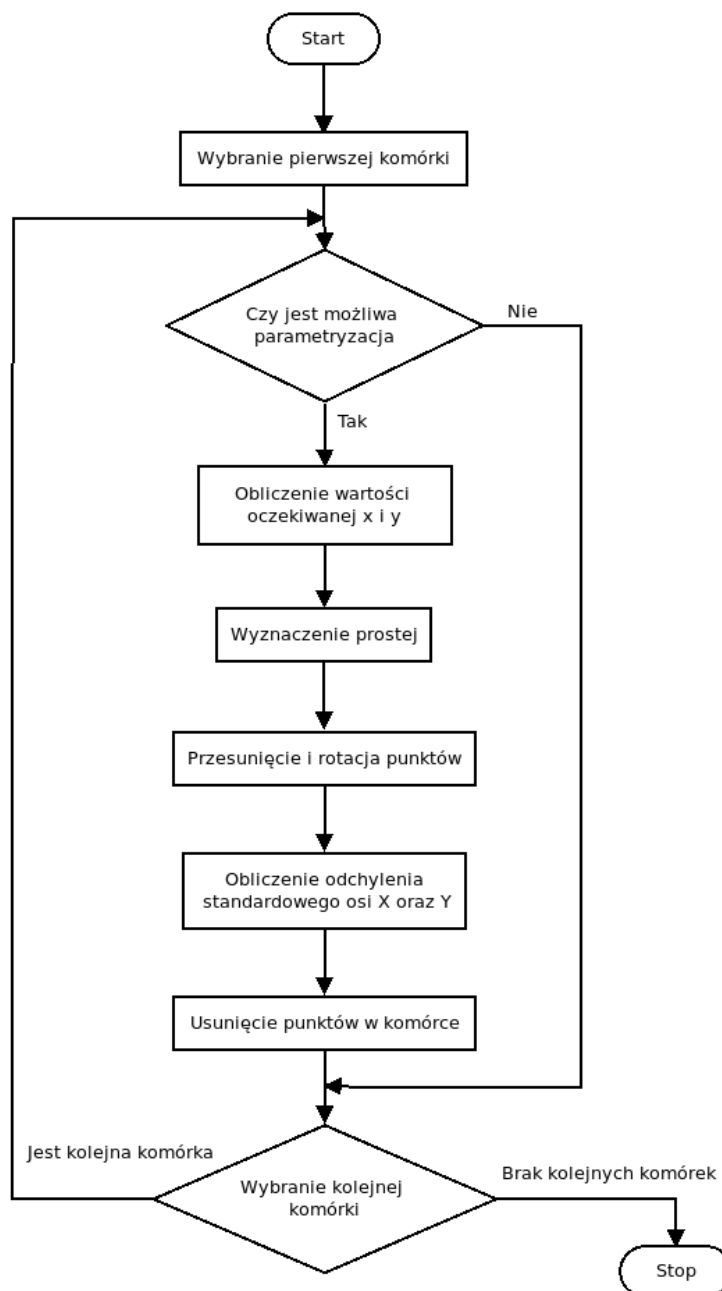 Start
Wybranie pierwszej komórki
Czy jest możliwa
parametryzacja
Nie
Tak
Obliczenie wartości
oczekiwanej x i y
Wyznaczenie prostej
Przesunięcie i rotacja punktów
Obliczenie odchylenia
standardowego osi X oraz Y
Usunięcie punktów w komórce
Jest kolejna komórka
Wybranie kolejnej
komórki
Brak kolejnych komórek
Stop